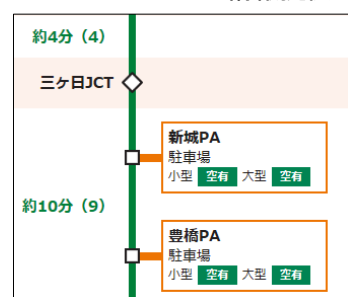 約4分（4）
三ヶ日JCT
新城PA
駐車場
小型 空有 大型 空有
約10分（9）
豊橋PA
駐車場
小型 空有 大型 空有